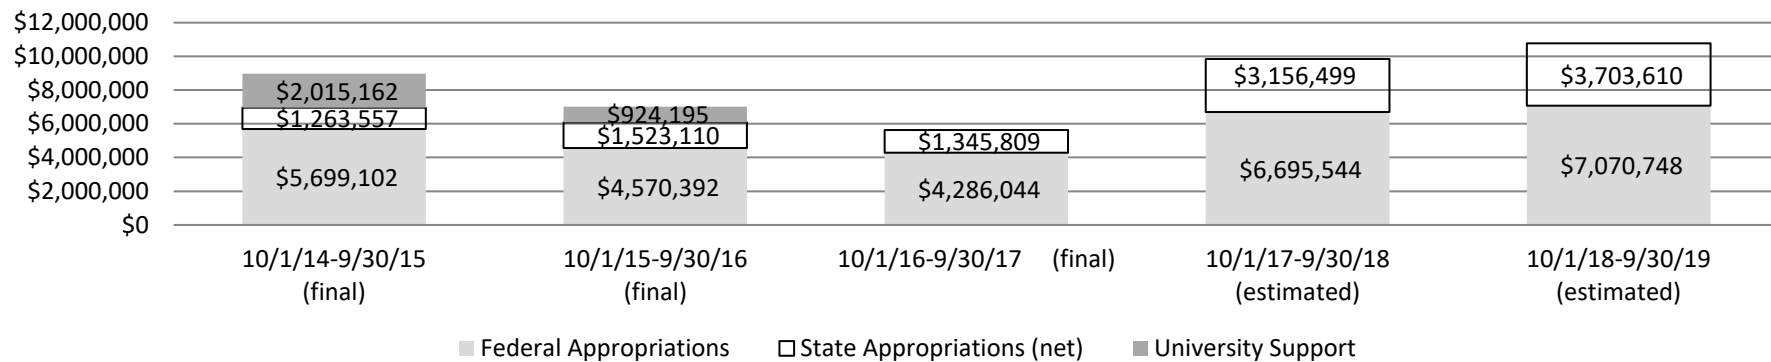 $12,000,000
$10,000,000
$8,000,000
$6,000,000
$4,000,000
$2,000,000
$0
$2,015,162
$1,263,557
$5,699,102
$924,195
$1,523,110
$4,570,392
$1,345,809
$4,286,044
$3,156,499
$6,695,544
$3,703,610
$7,070,748
10/1/14-9/30/15
(final)
10/1/15-9/30/16
(final)
10/1/16-9/30/17 (final)
10/1/17-9/30/18
(estimated)
10/1/18-9/30/19
(estimated)
Federal Appropriations
State Appropriations (net)
University Support